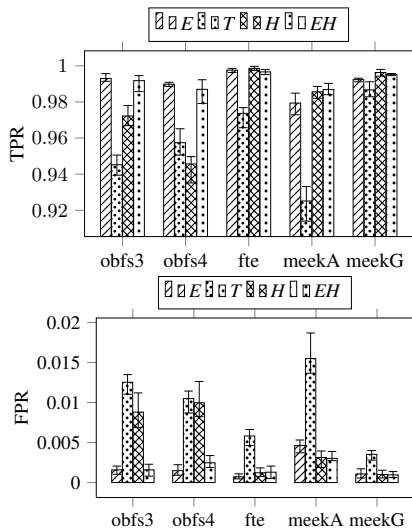 E T H EH
1
0.98
0.96
0.94
0.92
TPR
obfs3 obfs4 fte meekA meekG
E T H EH
0.02
0.015
0.01
0.005
0
FPR
obfs3 obfs4 fte meekA meekG